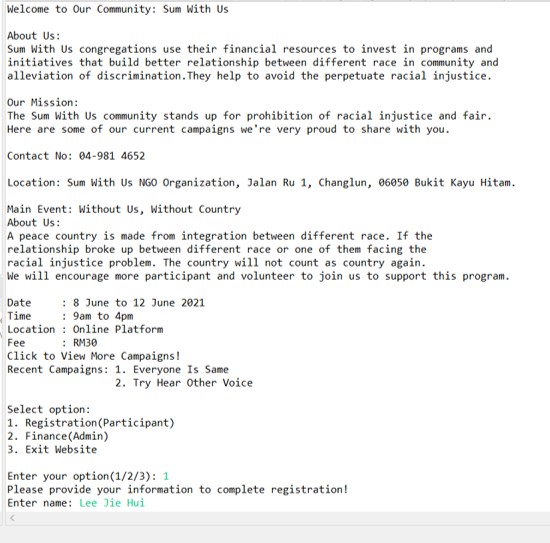 Welcome to Our Community: Sum With Us
About Us:
Sum With Us congregations use their financial resources to invest in programs and
initiatives that build better relationship between different race in community and
alleviation of discrimination.They help to avoid the perpetuate racial injustice.
Our Mission:
The Sum With Us community stands up for prohibition of racial injustice and fair.
Here are some of our current campaigns we're very proud to share with you.
Contact No: 04-981 4652
Location: Sum With Us NGO Organization, Jalan Ru 1, Changlun, 06050 Bukit Kayu Hitam.
Main Event: Without Us, Without Country
About Us:
A peace country is made from integration between different race. If the
relationship broke up between different race or one of them facing the
racial injustice problem. The country will not count as country again.
We will encourage more participant and volunteer to join us to support this program.
Date     : 8 June to 12 June 2021
Time     : 9am to 4pm
Location : Online Platform
Fee      : RM30
Click to View More Campaigns!
Recent Campaigns: 1. Everyone Is Same
2. Try Hear Other Voice
Select option:
1. Registration(Participant)
2. Finance(Admin)
3. Exit Website
Enter your option(1/2/3): 1
Please provide your information to complete registration!
Enter name: Lee Jie Hui